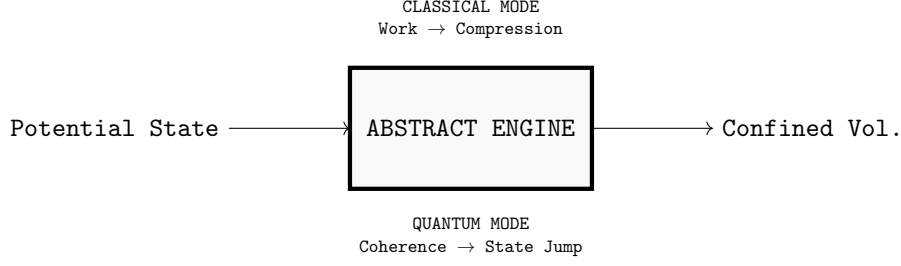 CLASSICAL MODE
Work → Compression
Potential State
ABSTRACT ENGINE
Confined Vol.
QUANTUM MODE
Coherence → State Jump